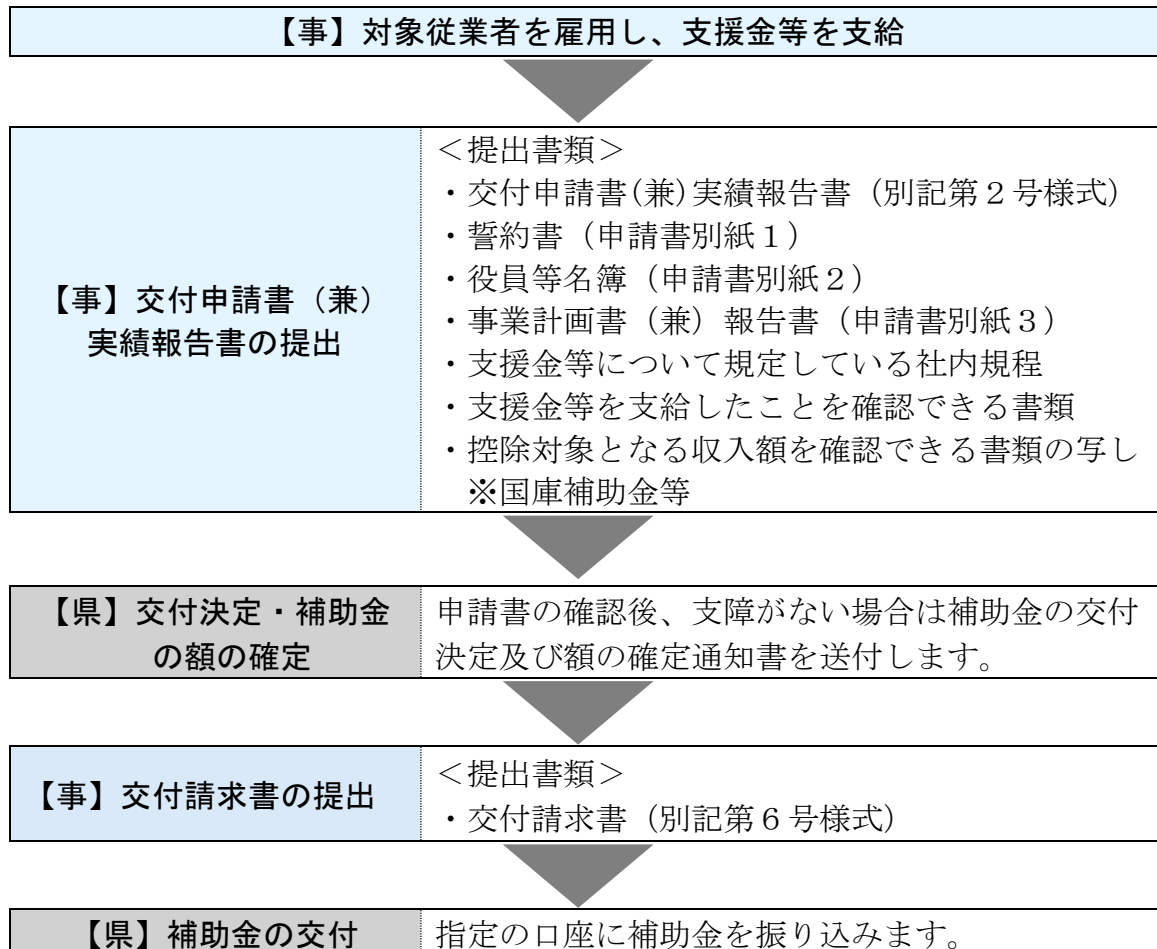 【事】対象従業者を雇用し、支援金等を支給
【事】交付申請書（兼）
実績報告書の提出
＜提出書類＞
・交付申請書(兼)実績報告書（別記第２号様式）
・誓約書（申請書別紙１）
・役員等名簿（申請書別紙２）
・事業計画書（兼）報告書（申請書別紙３）
・支援金等について規定している社内規程
・支援金等を支給したことを確認できる書類
・控除対象となる収入額を確認できる書類の写し
※国庫補助金等
【県】交付決定・補助金
の額の確定
申請書の確認後、支障がない場合は補助金の交付
決定及び額の確定通知書を送付します。
【事】交付請求書の提出
＜提出書類＞
・交付請求書（別記第６号様式）
【県】補助金の交付
指定の口座に補助金を振り込みます。